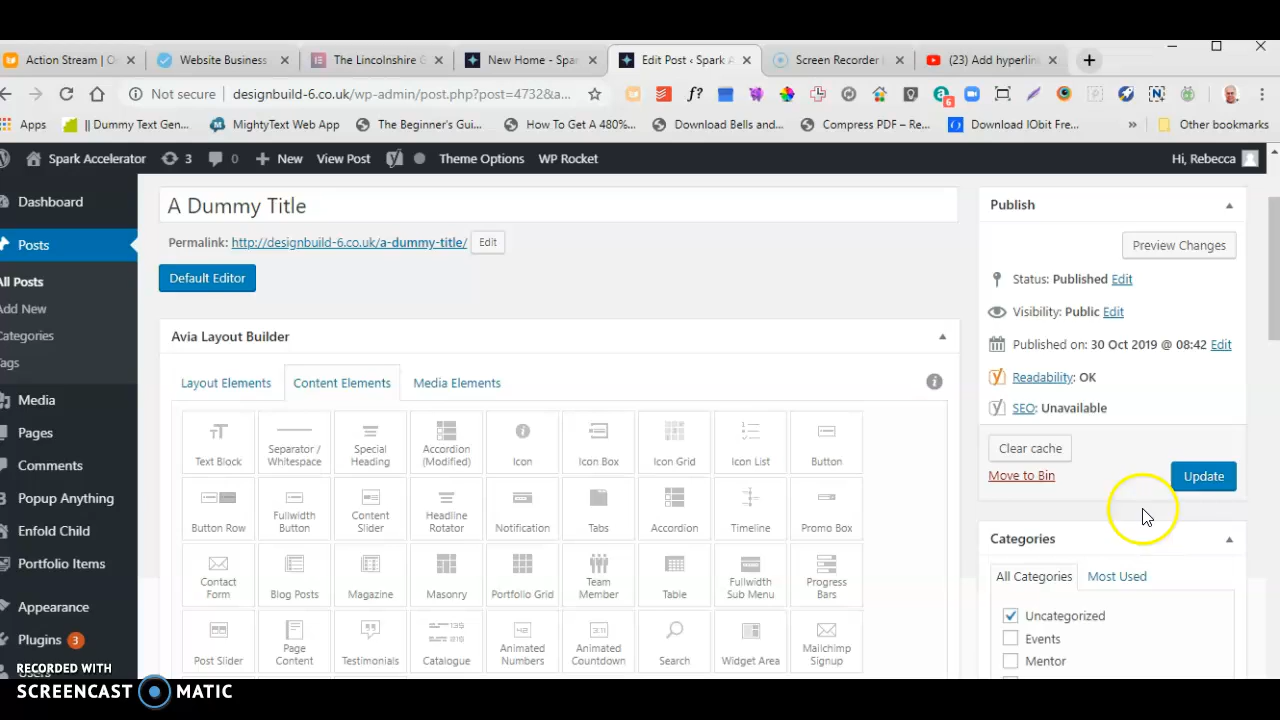 Action Stream | O
Website Business
The Lincolnshire G
New Home - Spar
Edit Post ‹ Spark A
Screen Recorder
(23) Add hyperlin
Not secure
designbuild-6.co.uk/wp-admin/post.php?post=4732&a...
f?
6
Apps
|| Dummy Text Gen...
MightyText Web App
The Beginner's Gui...
How To Get A 480%...
Download Bells and...
Compress PDF – Re...
Download IObit Fre...
»
Other bookmarks
Spark Accelerator
3
0
New
View Post
Theme Options
WP Rocket
Hi, Rebecca
Dashboard
Posts
All Posts
Add New
Categories
Tags
Media
Pages
Comments
Popup Anything
Enfold Child
Portfolio Items
Appearance
Plugins 3
Users
A Dummy Title
Permalink: http://designbuild-6.co.uk/a-dummy-title/ Edit
Default Editor
Avia Layout Builder
Layout Elements
Content Elements
Media Elements
Text Block
Separator /
Whitespace
Special
Heading
Accordion
(Modified)
Icon
Icon Box
Icon Grid
Icon List
Button
Button Row
Fullwidth
Button
Content
Slider
Headline
Rotator
Notification
Tabs
Accordion
Timeline
Promo Box
Contact
Form
Blog Posts
Magazine
Masonry
Portfolio Grid
Team
Member
Table
Fullwidth
Sub Menu
Progress
Bars
Post Slider
Page
Content
Testimonials
Catalogue
Animated
Numbers
Animated
Countdown
Search
Widget Area
Mailchimp
Signup
Publish
Preview Changes
Status: Published Edit
Visibility: Public Edit
Published on: 30 Oct 2019 @ 08:42 Edit
Readability: OK
SEO: Unavailable
Clear cache
Move to Bin
Update
Categories
All Categories
Most Used
Uncategorized
Events
Mentor
RECORDED WITH
SCREENCAST MATIC